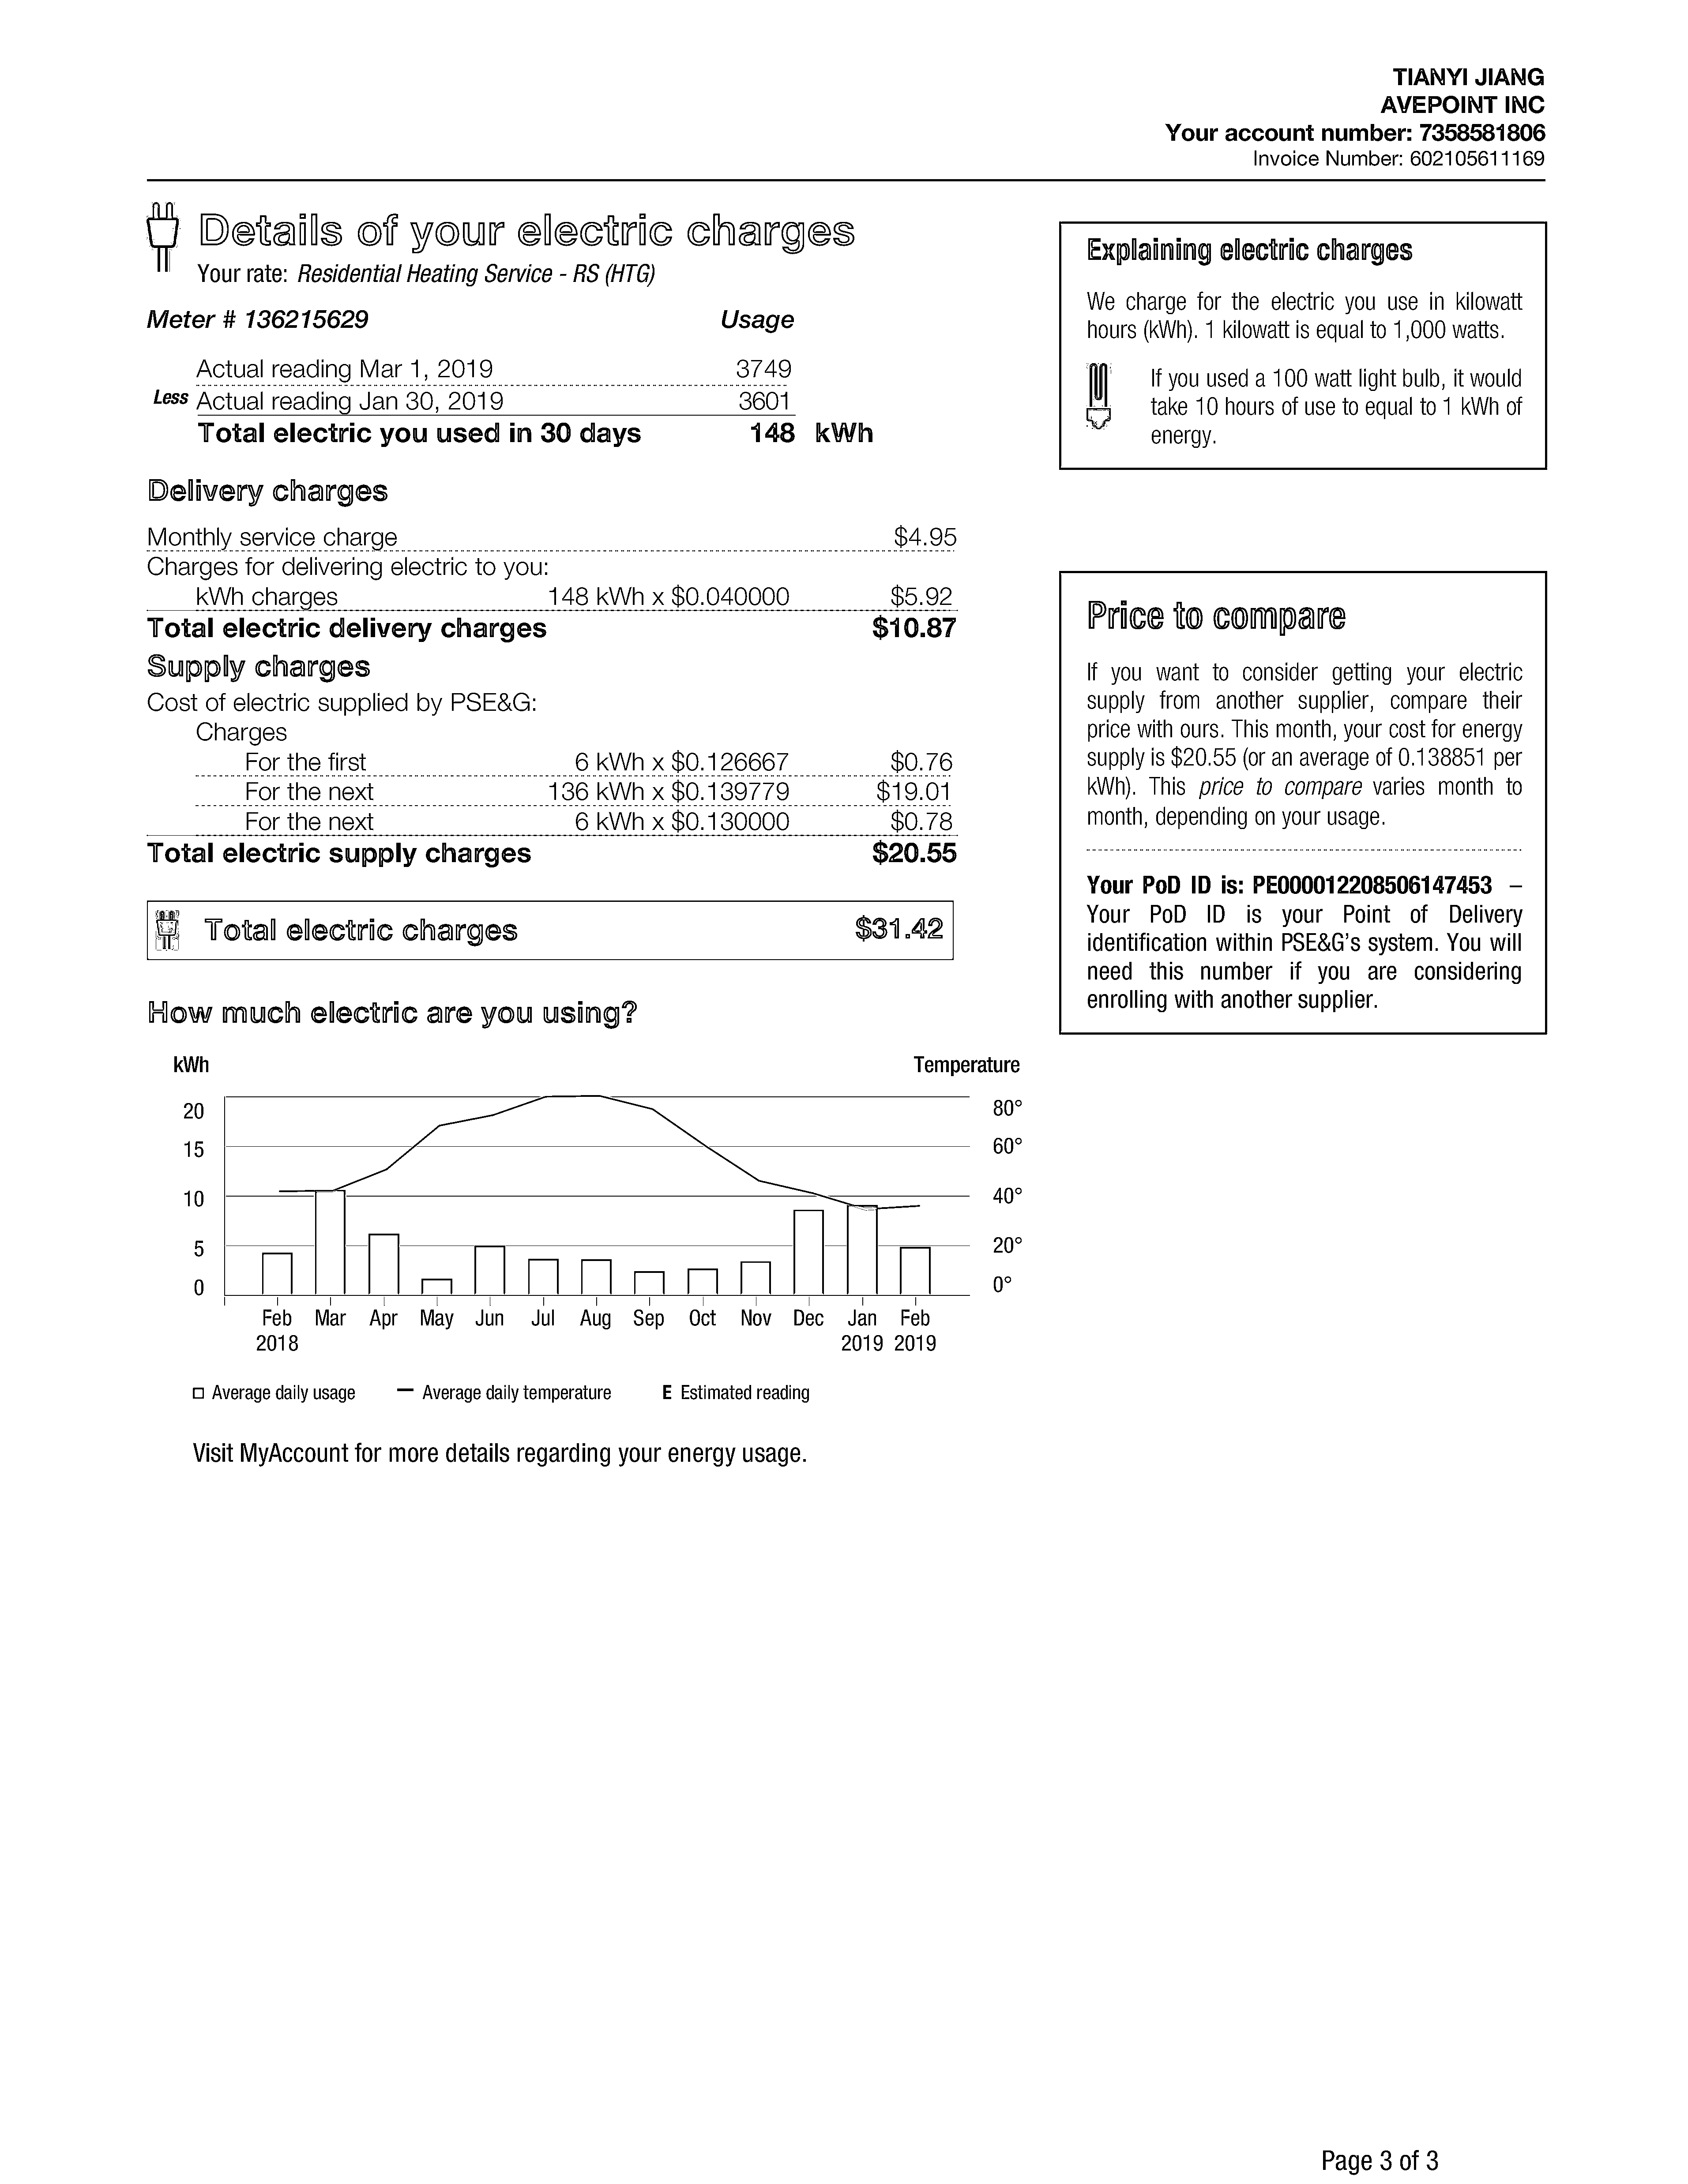 TIANYI JIANG
AVEPOINT INC
Your account number: 7358581806
Invoice Number: 602105611169
Details of your electric charges
Your rate: Residential Heating Service - RS (HTG)
Meter # 136215629 Usage
Actual reading Mar 1, 2019 3749
Less Actual reading Jan 30, 2019 3601
Total electric you used in 30 days 148 kWh
Delivery charges
Monthly service charge $4.95
Charges for delivering electric to you:
kWh charges 148 kWh x $0.040000 $5.92
Total electric delivery charges $10.87
Supply charges
Cost of electric supplied by PSE&G:
Charges
For the first 6 kWh x $0.126667 $0.76
For the next 136 kWh x $0.139779 $19.01
For the next 6 kWh x $0.130000 $0.78
Total electric supply charges $20.55
Total electric charges $31.42
How much electric are you using?
kWh Temperature
20 80°
15 60°
10 40°
5 20°
0 0°
Feb Mar Apr May Jun Jul Aug Sep Oct Nov Dec Jan Feb
2018 2019 2019
Average daily usage Average daily temperature E Estimated reading
Visit MyAccount for more details regarding your energy usage.
Explaining electric charges
We charge for the electric you use in kilowatt
hours (kWh). 1 kilowatt is equal to 1,000 watts.
If you used a 100 watt light bulb, it would
take 10 hours of use to equal to 1 kWh of
energy.
Price to compare
If you want to consider getting your electric
supply from another supplier, compare their
price with ours. This month, your cost for energy
supply is $20.55 (or an average of 0.138851 per
kWh). This price to compare varies month to
month, depending on your usage.
Your PoD ID is: PE000012208506147453 –
Your PoD ID is your Point of Delivery
identification within PSE&G’s system. You will
need this number if you are considering
enrolling with another supplier.
Page 3 of 3